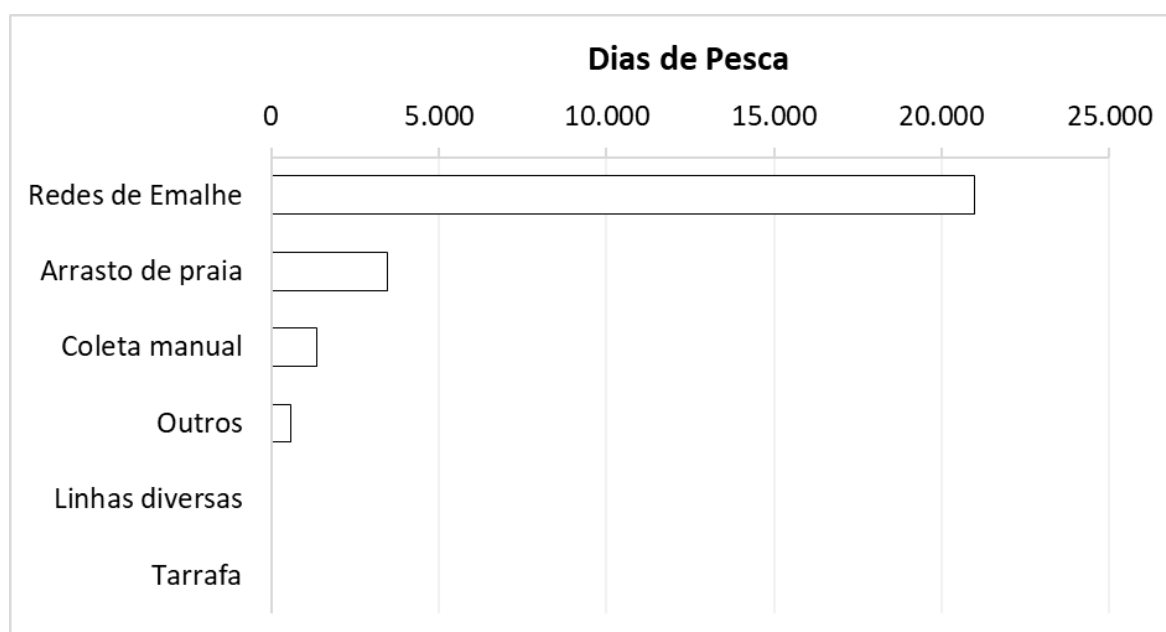 Dias de Pesca
0 5.000 10.000 15.000 20.000 25.000
Redes de Emalhe
Arrasto de praia
Coleta manual
Outros
Linhas diversas
Tarrafa